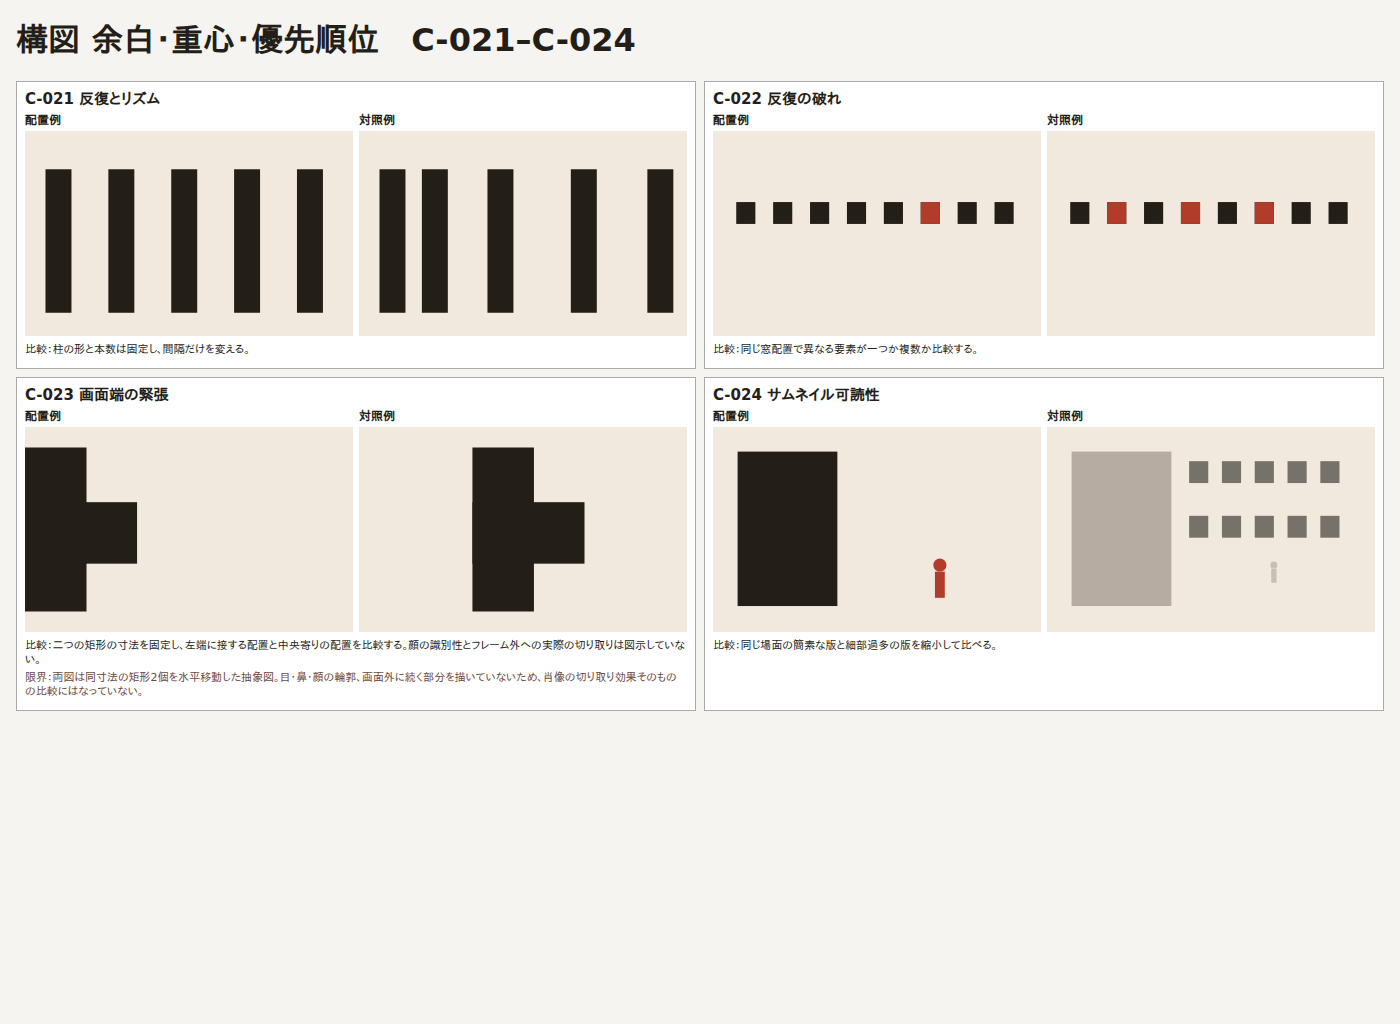 構図 余白・重心・優先順位　C-021–C-024
C-021 反復とリズム
配置例
対照例
比較：柱の形と本数は固定し、間隔だけを変える。
C-022 反復の破れ
配置例
対照例
比較：同じ窓配置で異なる要素が一つか複数か比較する。
C-023 画面端の緊張
配置例
対照例
比較：二つの矩形の寸法を固定し、左端に接する配置と中央寄りの配置を比較する。顔の識別性とフレーム外への実際の切り取りは図示していな
い。
限界：両図は同寸法の矩形2個を水平移動した抽象図。目・鼻・顔の輪郭、画面外に続く部分を描いていないため、肖像の切り取り効果そのもの
の比較にはなっていない。
C-024 サムネイル可読性
配置例
対照例
比較：同じ場面の簡素な版と細部過多の版を縮小して比べる。